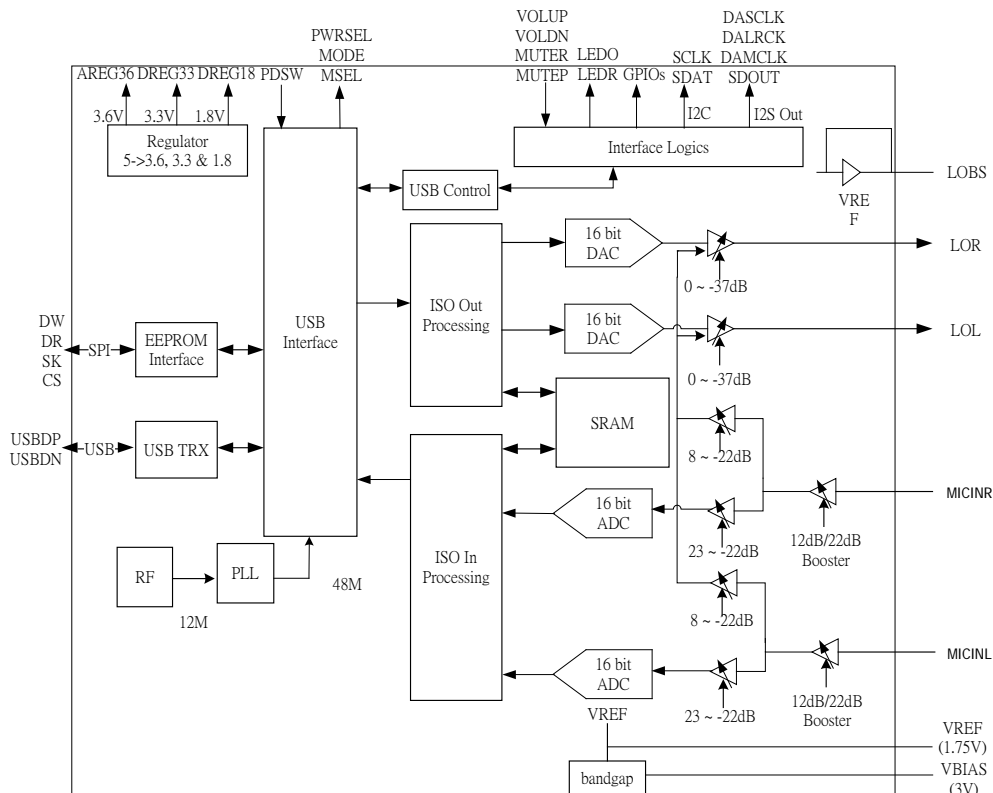 VOLUP
VOLDN
MUTER
MUTEP
DASCLK
DALRCK
DAMCLK
SDOUT
PWRSEL
MODE
MSEL
LEDO
LEDR
GPIOs
SCLK
SDAT
AREG36
DREG33
DREG18
PDSW
3.6V
3.3V
1.8V
I2C
I2S Out
Regulator
5->3.6, 3.3 & 1.8
Interface Logics
USB Control
VRE
F
LOBS
16 bit
DAC
LOR
0 ~ -37dB
ISO Out
Processing
USB
Interface
16 bit
DAC
LOL
0 ~ -37dB
DW
DR
SK
CS
SPI
EEPROM
Interface
SRAM
8 ~ -22dB
USBDP
USBDN
USB
USB TRX
MICINR
12dB/22dB
Booster
16 bit
ADC
23 ~ -22dB
ISO In
Processing
RF
PLL
12M
48M
8 ~ -22dB
MICINL
12dB/22dB
Booster
16 bit
ADC
23 ~ -22dB
VREF
VREF
(1.75V)
bandgap
VBIAS
(3V)